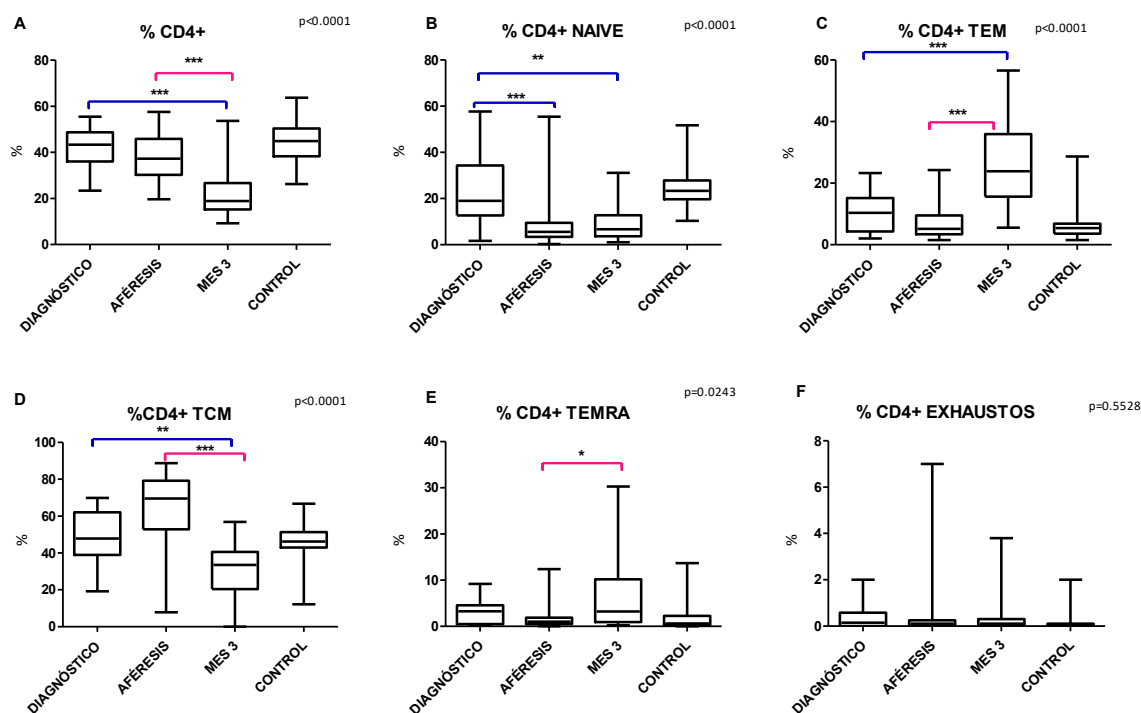 A
% CD4+
p<0.0001
***
***
80
60
40
20
0
%
DIAGNÓSTICO
AFÉRESIS
MES 3
CONTROL
B
% CD4+ NAIVE
p<0.0001
**
***
80
60
40
20
0
%
DIAGNÓSTICO
AFÉRESIS
MES 3
CONTROL
C
% CD4+ TEM
p<0.0001
***
***
60
40
20
0
%
DIAGNÓSTICO
AFÉRESIS
MES 3
CONTROL
D
%CD4+ TCM
p<0.0001
**
***
100
80
60
40
20
0
%
DIAGNÓSTICO
AFÉRESIS
MES 3
CONTROL
E
% CD4+ TEMRA
p=0.0243
*
40
30
20
10
0
%
DIAGNÓSTICO
AFÉRESIS
MES 3
CONTROL
F
% CD4+ EXHAUSTOS
p=0.5528
8
6
4
2
0
%
DIAGNÓSTICO
AFÉRESIS
MES 3
CONTROL